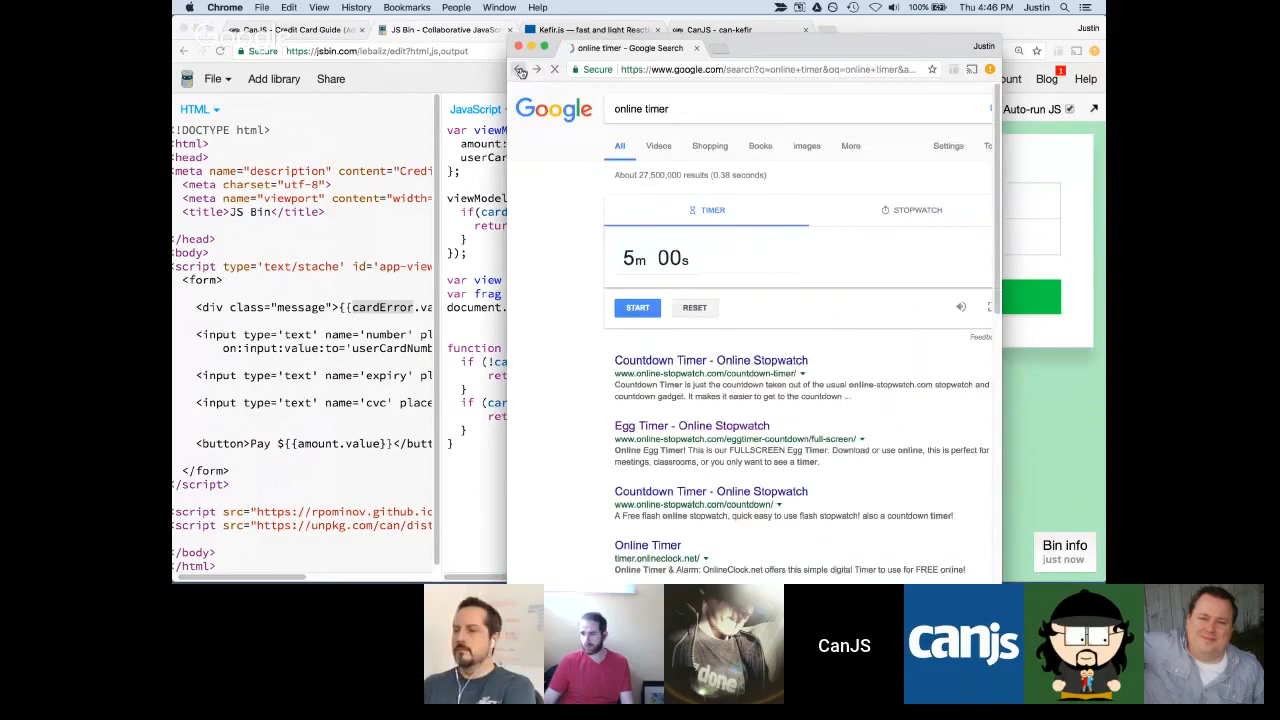 Chrome File Edit View History Bookmarks People Window Help
100% Thu 4:46 PM Justin
CanJS - Credit Card Guide (Ad
JS Bin - Collaborative JavaScr
Kefir.js — fast and light Reacti
CanJS - can-kefir
Justin
Secure https://jsbin.com/lebaliz/edit?html,js,output
File Add library Share
Blog 1 Help
HTML
JavaScript
Auto-run JS
<!DOCTYPE html>
<html>
<head>
meta name="description" content="Credi
<meta charset="utf-8">
<meta name="viewport" content="width=
<title>JS Bin</title>
</head>
<body>
<script type='text/stache' id='app-view
<form>
<div class="message">{{cardError.va
<input type='text' name='number' pl
on:input:value:to='userCardNumb
<input type='text' name='expiry' pl
<input type='text' name='cvc' place
<button>Pay ${{amount.value}}</butt
</form>
</script>
<script src="https://rpominov.github.io
<script src="https://unpkg.com/can/dist
</body>
</html>
var viewM
amount:
userCar
};
viewModel
if(card
return
}
});
var view
var frag
document.
function
if (!ca
ret
}
if (car
ret
}
}
online timer - Google Search
Justin
Secure https://www.google.com/search?q=online+timer&oq=online+timer&a...
Google
online timer
All Videos Shopping Books Images More Settings To
About 27,500,000 results (0.38 seconds)
TIMER STOPWATCH
5m 00s
START RESET
Feedba
Countdown Timer - Online Stopwatch
www.online-stopwatch.com/countdown-timer/
Countdown Timer is just the countdown taken out of the usual online-stopwatch.com stopwatch and
countdown gadget. It makes it easier to get to the countdown ...
Egg Timer - Online Stopwatch
www.online-stopwatch.com/eggtimer-countdown/full-screen/
Online Egg Timer! This is our FULLSCREEN Egg Timer. Download or use online, this is perfect for
meetings, classrooms, or you only want to see a timer.
Countdown Timer - Online Stopwatch
www.online-stopwatch.com/countdown/
A Free flash online stopwatch, quick easy to use flash stopwatch! also a countdown timer!
Online Timer
timer.onlineclock.net/
Online Timer & Alarm: OnlineClock.net offers this simple digital Timer to use for FREE online!
Bin info
just now
done
CanJS
canjs